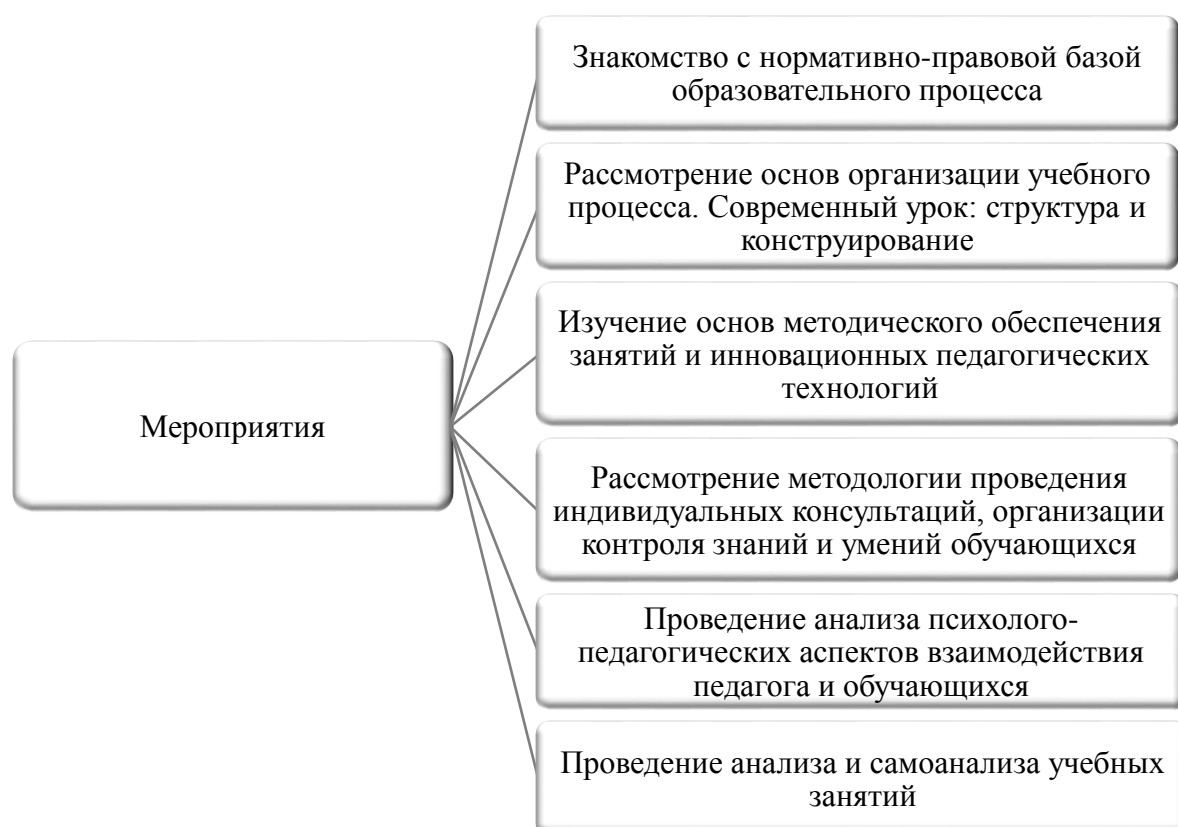 Знакомство с нормативно-правовой базой
образовательного процесса
Рассмотрение основ организации учебного
процесса. Современный урок: структура и
конструирование
Изучение основ методического обеспечения
занятий и инновационных педагогических
технологий
Мероприятия
Рассмотрение методологии проведения
индивидуальных консультаций, организации
контроля знаний и умений обучающихся
Проведение анализа психолого-
педагогических аспектов взаимодействия
педагога и обучающихся
Проведение анализа и самоанализа учебных
занятий